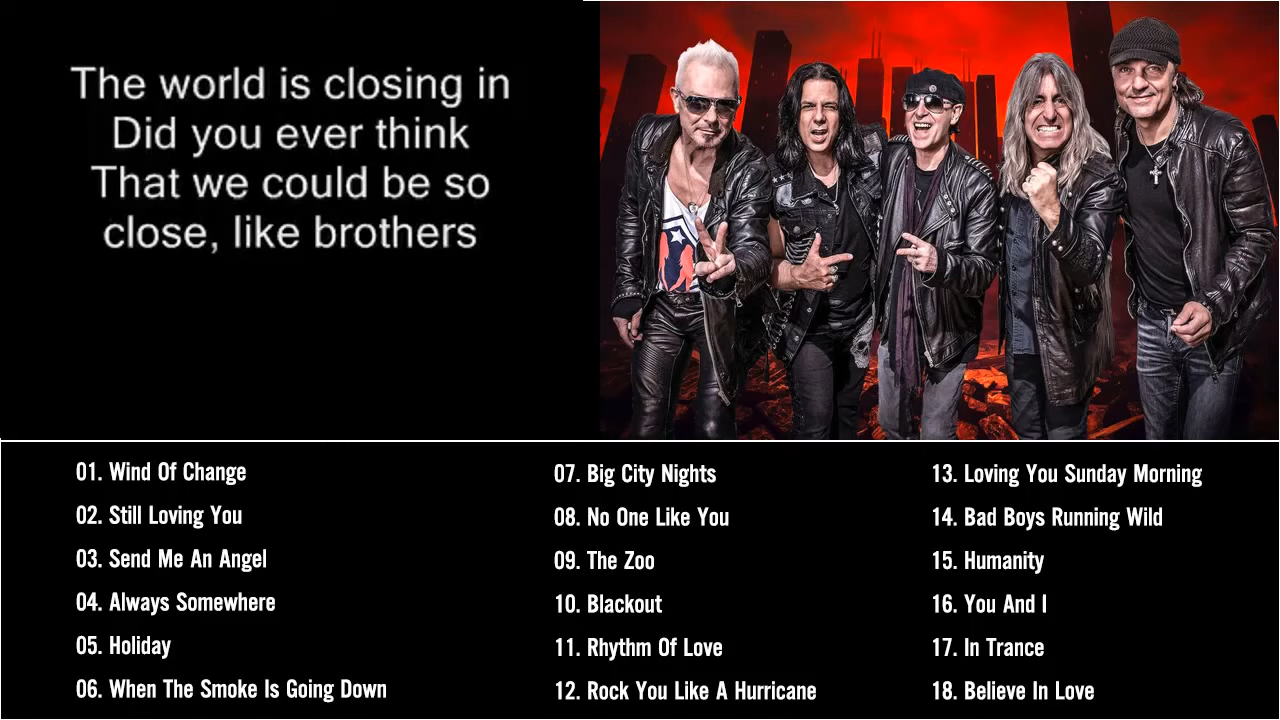 The world is closing in
Did you ever think
That we could be so
close, like brothers
01. Wind Of Change
02. Still Loving You
03. Send Me An Angel
04. Always Somewhere
05. Holiday
06. When The Smoke Is Going Down
07. Big City Nights
08. No One Like You
09. The Zoo
10. Blackout
11. Rhythm Of Love
12. Rock You Like A Hurricane
13. Loving You Sunday Morning
14. Bad Boys Running Wild
15. Humanity
16. You And I
17. In Trance
18. Believe In Love